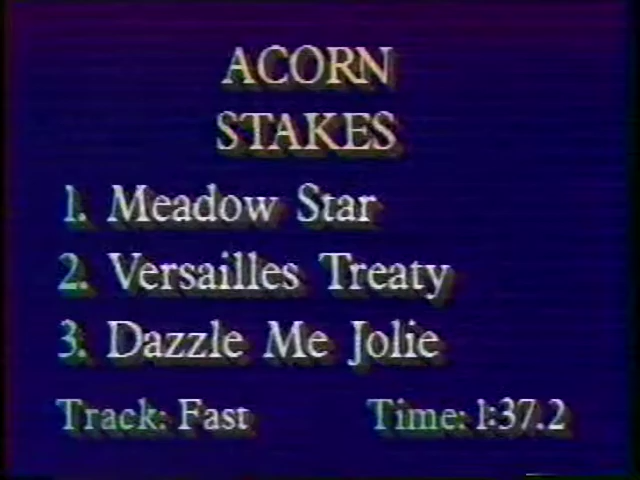 ACORN
STAKES
1. Meadow Star
2. Versailles Treaty
3. Dazzle Me Jolie
Track: Fast Time: 1:37.2